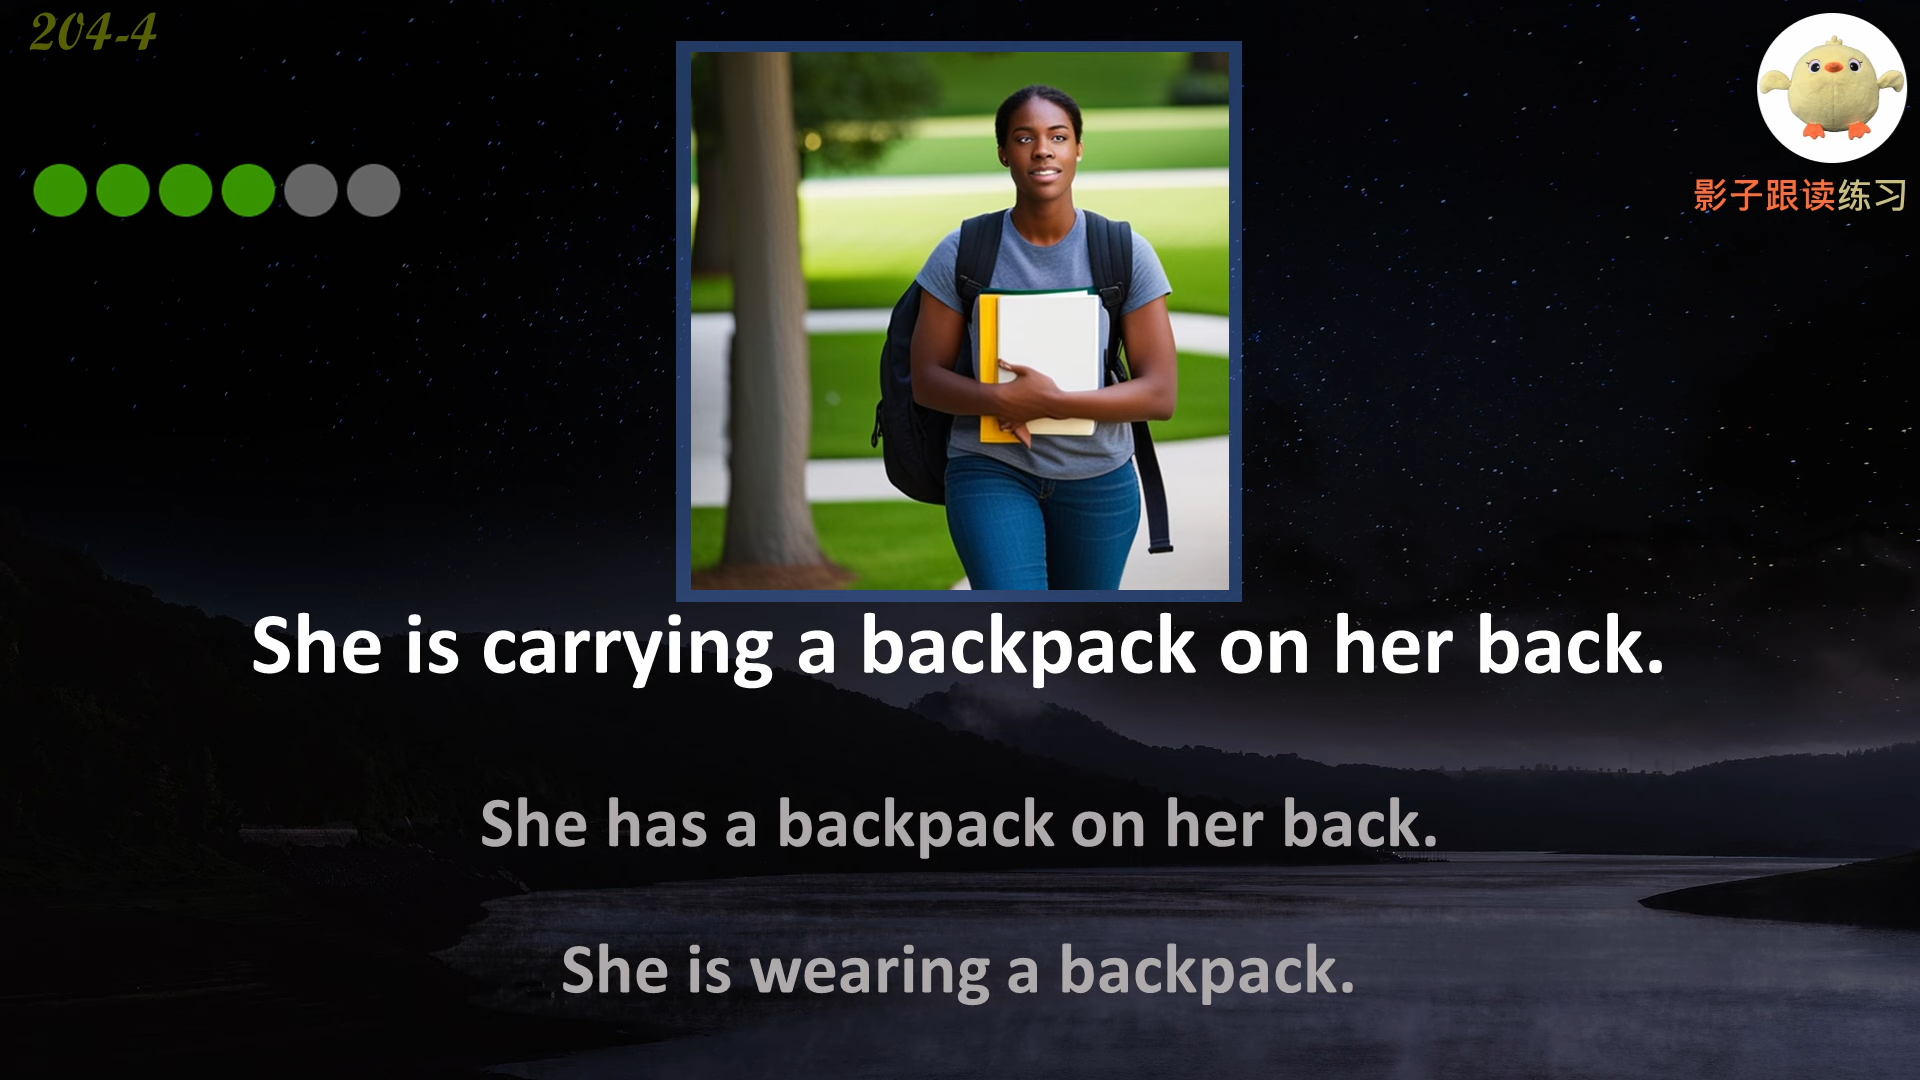 204-4
影子跟读练习
She is carrying a backpack on her back.
She has a backpack on her back.
She is wearing a backpack.